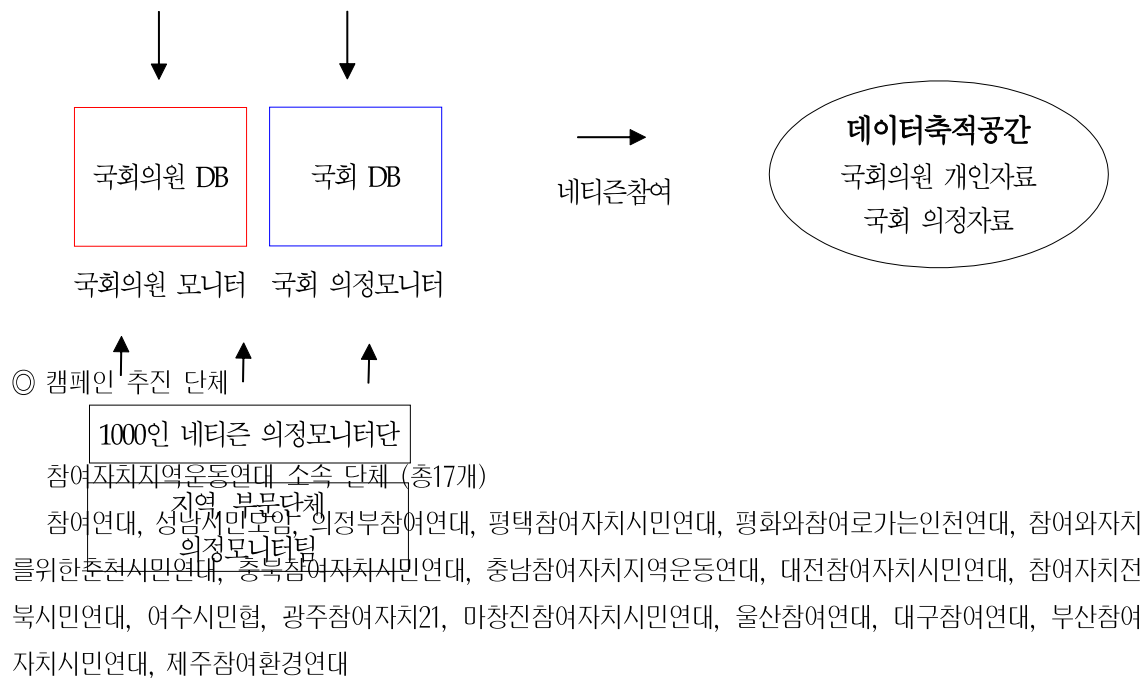 국회의원 DB
국회 DB
네티즌참여
데이터축적공간
국회의원 개인자료
국회 의정자료
국회의원 모니터
국회 의정모니터
◎ 캠페인 추진 단체
1000인 네티즌 의정모니터단
참여자치지역운동연대 소속 단체 (총17개)
지역, 부문단체
의정모니터팀
참여연대, 성남시민모임, 의정부참여연대, 평택참여자치시민연대, 평화와참여로가는인천연대, 참여와자치
를위한춘천시민연대, 충북참여자치시민연대, 충남참여자치지역운동연대, 대전참여자치시민연대, 참여자치전
북시민연대, 여수시민협, 광주참여자치21, 마창진참여자치시민연대, 울산참여연대, 대구참여연대, 부산참여
자치시민연대, 제주참여환경연대